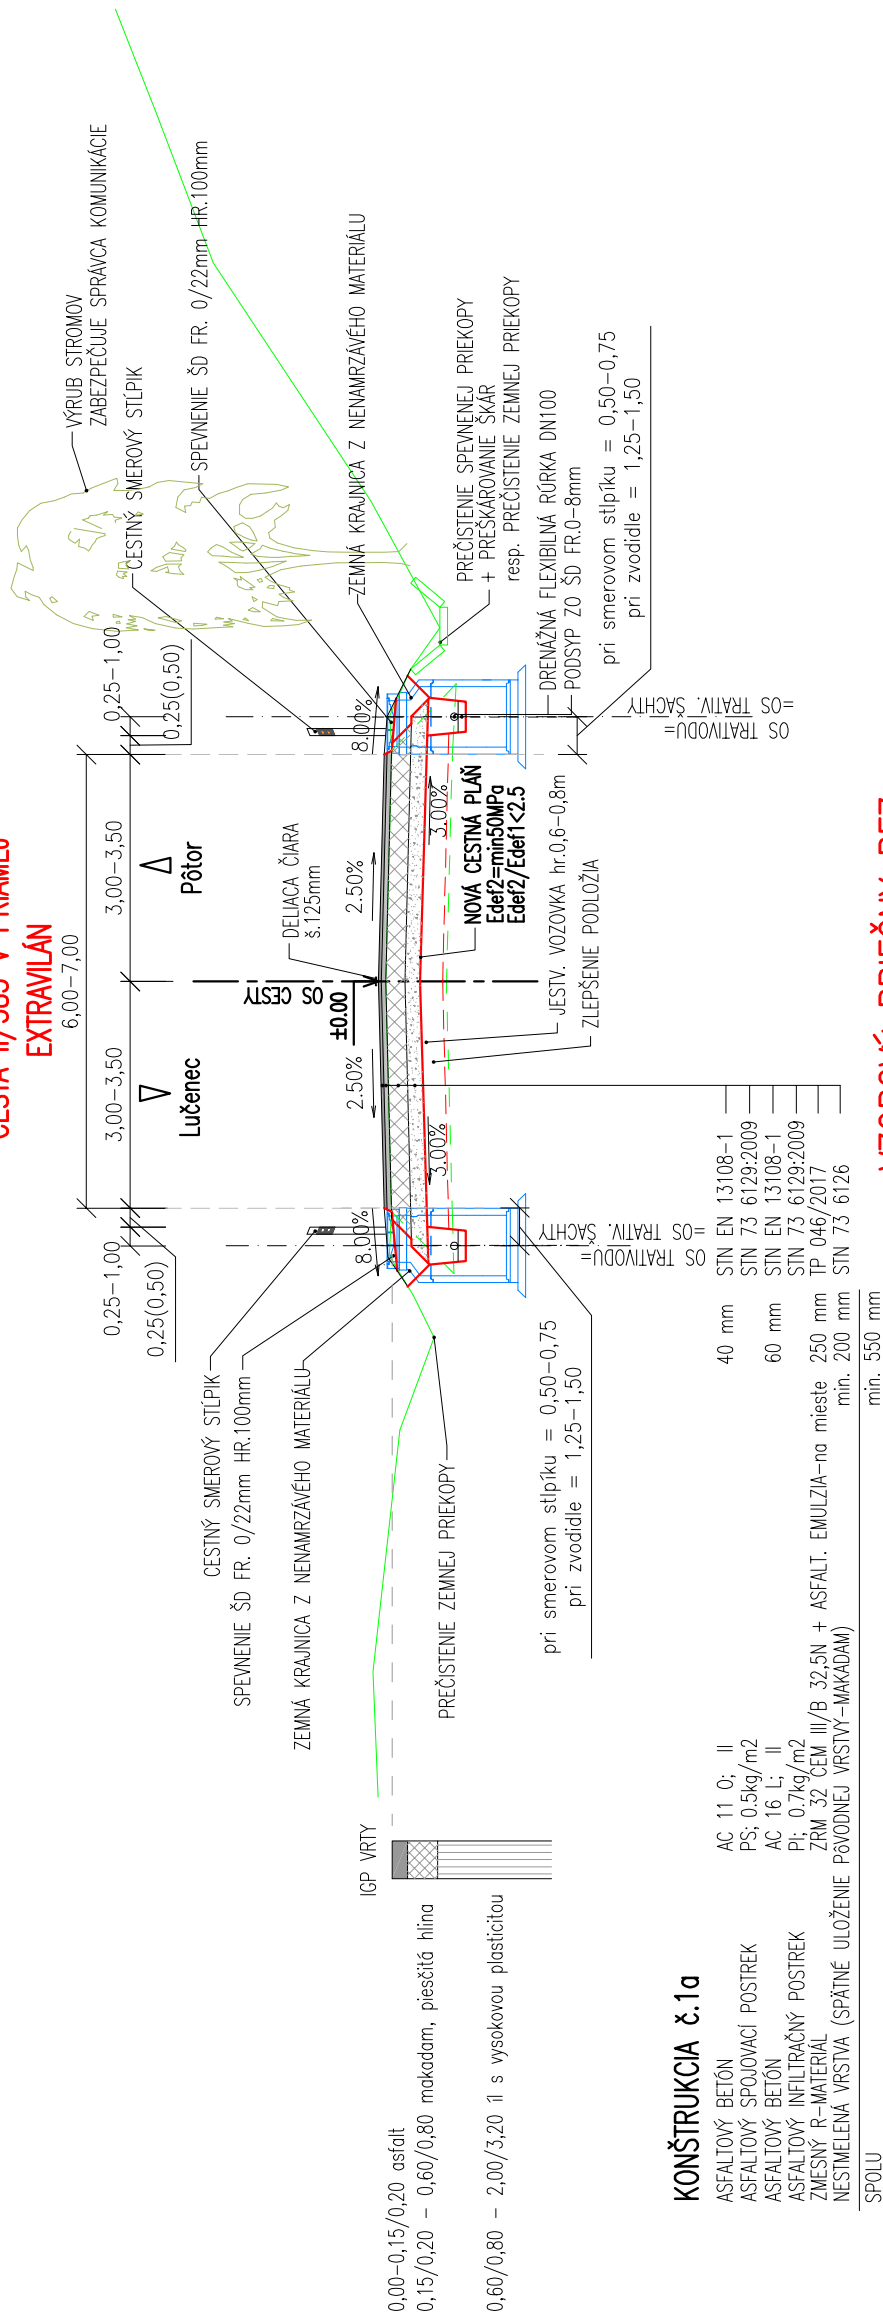 EXTRAVILÁN
6,00-7,00
3,00-3,50
3,00-3,50
0,25-1,00
0,25(0,50)
0,25-1,00
0,25(0,50)
Lučenec
Pôtor
VÝRUB STROMOV
ZABEZPEČUJE SPRÁVCA KOMUNIKÁCIE
CESTNÝ SMEROVÝ STĹPIK
SPEVNENIE ŠD FR. 0/22mm HR.100mm
ZEMNÁ KRAJNICA Z NENAMRZÁVÉHO MATERIÁLU
CESTNÝ SMEROVÝ STĹPIK
SPEVNENIE ŠD FR. 0/22mm HR.100mm
ZEMNÁ KRAJNICA Z NENAMRZÁVÉHO MATERIÁLU
DELIACA ČIARA
š.125mm
OS CESTY
±0.00
2.50%
2.50%
8.00%
8.00%
3.00%
3.00%
NOVÁ CESTNÁ PLÁŇ
Edef2=min50MPa
Edef2/Edef1<2.5
JESTV. VOZOVKA hr.0,6-0,8m
ZLEPŠENIE PODLOŽIA
PREČISTENIE SPEVNENEJ PRIEKOPY
+ PREŠKÁROVANIE ŠKÁR
resp. PREČISTENIE ZEMNEJ PRIEKOPY
DRENÁŽNÁ FLEXIBILNÁ RÚRKA DN100
PODSYP ZO ŠD FR.0-8mm
pri smerovom stlpiku = 0,50-0,75
pri zvodidle = 1,25-1,50
OS TRATIVODU=
=OS TRATIV. ŠACHTY
PREČISTENIE ZEMNEJ PRIEKOPY
pri smerovom stlpiku = 0,50-0,75
pri zvodidle = 1,25-1,50
OS TRATIVODU=
=OS TRATIV. ŠACHTY
IGP VRTY
0,00-0,15/0,20 asfalt
0,15/0,20 - 0,60/0,80 makadam, piesčitá hlina
0,60/0,80 - 2,00/3,20 íl s vysokovou plasticitou
KONŠTRUKCIA č.1a
ASFALTOVÝ BETÓN AC 11 O; II 40 mm STN EN 13108-1
ASFALTOVÝ SPOJOVACÍ POSTREK PS; 0.5kg/m2 STN 73 6129:2009
ASFALTOVÝ BETÓN AC 16 L; II 60 mm STN EN 13108-1
ASFALTOVÝ INFILTRAČNÝ POSTREK PI; 0.7kg/m2 STN 73 6129:2009
ZMESNÝ R-MATERIÁL ZRM 32 CEM III/B 32,5N + ASFALT. EMULZIA-na mieste 250 mm TP 046/2017
NESTMELENÁ VRSTVA (SPÄTNÉ ULOŽENIE PôVODNEJ VRSTVY-MAKADAM) min. 200 mm STN 73 6126
SPOLU min. 550 mm